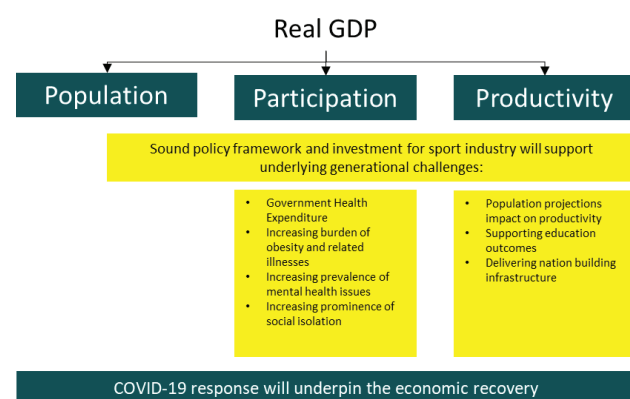 Real GDP
Population
Participation
Productivity
Sound policy framework and investment for sport industry will support
underlying generational challenges:
• Government Health
Expenditure
• Increasing burden of
obesity and related
illnesses
• Increasing prevalence of
mental health issues
• Increasing prominence of
social isolation
• Population projections
impact on productivity
• Supporting education
outcomes
• Delivering nation building
infrastructure
COVID-19 response will underpin the economic recovery